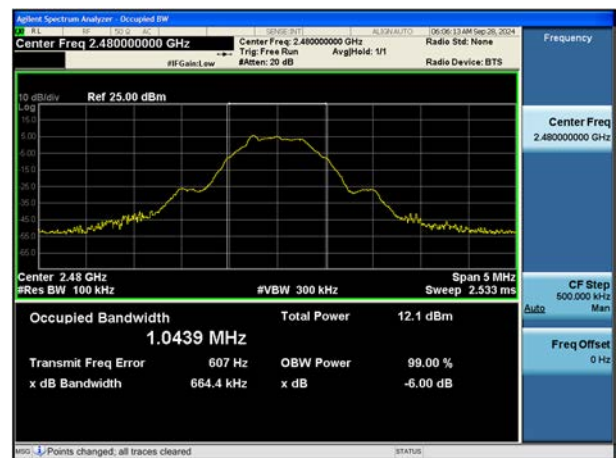 Agilent Spectrum Analyzer - Occupied BW
RL RF 50 Ω AC SENSE:INT ALIGN AUTO 06:06:13 AM Sep 28, 2024
Center Freq 2.480000000 GHz
Center Freq: 2.480000000 GHz
Radio Std: None
Trig: Free Run Avg|Hold: 1/1
#IFGain:Low #Atten: 20 dB
Radio Device: BTS
Frequency
10 dB/div Ref 25.00 dBm
Log
15.0
5.00
-5.00
-15.0
-25.0
-35.0
-45.0
-55.0
-65.0
Center Freq
2.480000000 GHz
Center 2.48 GHz Span 5 MHz
#Res BW 100 kHz #VBW 300 kHz Sweep 2.533 ms
CF Step
500.000 kHz
Auto Man
Occupied Bandwidth Total Power 12.1 dBm
1.0439 MHz
Transmit Freq Error 607 Hz OBW Power 99.00 %
x dB Bandwidth 664.4 kHz x dB -6.00 dB
Freq Offset
0 Hz
MSG Points changed; all traces cleared STATUS